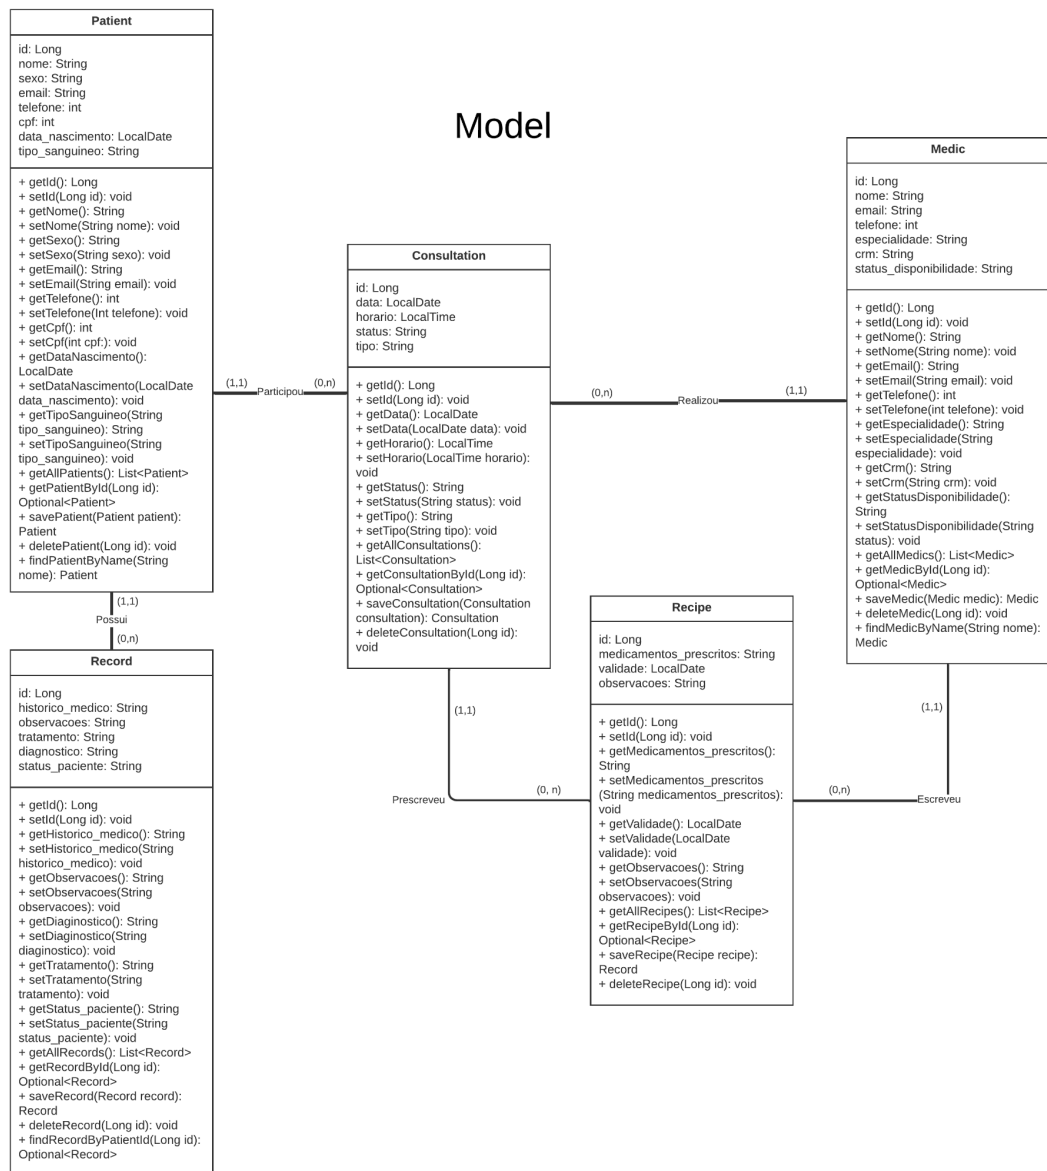 Patient
id: Long
nome: String
sexo: String
email: String
telefone: int
cpf: int
data_nascimento: LocalDate
tipo_sanguineo: String
+ getId(): Long
+ setId(Long id): void
+ getNome(): String
+ setNome(String nome): void
+ getSexo(): String
+ setSexo(String sexo): void
+ getEmail(): String
+ setEmail(String email): void
+ getTelefone(): int
+ setTelefone(Int telefone): void
+ getCpf(): int
+ setCpf(int cpf:): void
+ getDataNascimento():
LocalDate
+ setDataNascimento(LocalDate
data_nascimento): void
+ getTipoSanguineo(String
tipo_sanguineo): String
+ setTipoSanguineo(String
tipo_sanguineo): void
+ getAllPatients(): List<Patient>
+ getPatientById(Long id):
Optional<Patient>
+ savePatient(Patient patient):
Patient
+ deletePatient(Long id): void
+ findPatientByName(String
nome): Patient
Model
(1,1)
Participou
(0,n)
Consultation
id: Long
data: LocalDate
horario: LocalTime
status: String
tipo: String
+ getId(): Long
+ setId(Long id): void
+ getData(): LocalDate
+ setData(LocalDate data): void
+ getHorario(): LocalTime
+ setHorario(LocalTime horario):
void
+ getStatus(): String
+ setStatus(String status): void
+ getTipo(): String
+ setTipo(String tipo): void
+ getAllConsultations():
List<Consultation>
+ getConsultationById(Long id):
Optional<Consultation>
+ saveConsultation(Consultation
consultation): Consultation
+ deleteConsultation(Long id):
void
(0,n)
Realizou
(1,1)
Medic
id: Long
nome: String
email: String
telefone: int
especialidade: String
crm: String
status_disponibilidade: String
+ getId(): Long
+ setId(Long id): void
+ getNome(): String
+ setNome(String nome): void
+ getEmail(): String
+ setEmail(String email): void
+ getTelefone(): int
+ setTelefone(int telefone): void
+ getEspecialidade(): String
+ setEspecialidade(String
especialidade): void
+ getCrm(): String
+ setCrm(String crm): void
+ getStatusDisponibilidade():
String
+ setStatusDisponibilidade(String
status): void
+ getAllMedics(): List<Medic>
+ getMedicById(Long id):
Optional<Medic>
+ saveMedic(Medic medic): Medic
+ deleteMedic(Long id): void
+ findMedicByName(String nome):
Medic
(1,1)
Possui
(0,n)
Record
id: Long
historico_medico: String
observacoes: String
tratamento: String
diagnostico: String
status_paciente: String
+ getId(): Long
+ setId(Long id): void
+ getHistorico_medico(): String
+ setHistorico_medico(String
historico_medico): void
+ getObservacoes(): String
+ setObservacoes(String
observacoes): void
+ getDiaginostico(): String
+ setDiaginostico(String
diaginostico): void
+ getTratamento(): String
+ setTratamento(String
tratamento): void
+ getStatus_paciente(): String
+ setStatus_paciente(String
status_paciente): void
+ getAllRecords(): List<Record>
+ getRecordById(Long id):
Optional<Record>
+ saveRecord(Record record):
Record
+ deleteRecord(Long id): void
+ findRecordByPatientId(Long id):
Optional<Record>
(1,1)
Prescreveu
(0, n)
Recipe
id: Long
medicamentos_prescritos: String
validade: LocalDate
observacoes: String
+ getId(): Long
+ setId(Long id): void
+ getMedicamentos_prescritos():
String
+ setMedicamentos_prescritos
(String medicamentos_prescritos):
void
+ getValidade(): LocalDate
+ setValidade(LocalDate
validade): void
+ getObservacoes(): String
+ setObservacoes(String
observacoes): void
+ getAllRecipes(): List<Recipe>
+ getRecipeById(Long id):
Optional<Recipe>
+ saveRecipe(Recipe recipe):
Record
+ deleteRecipe(Long id): void
(1,1)
(0,n)
Escreveu